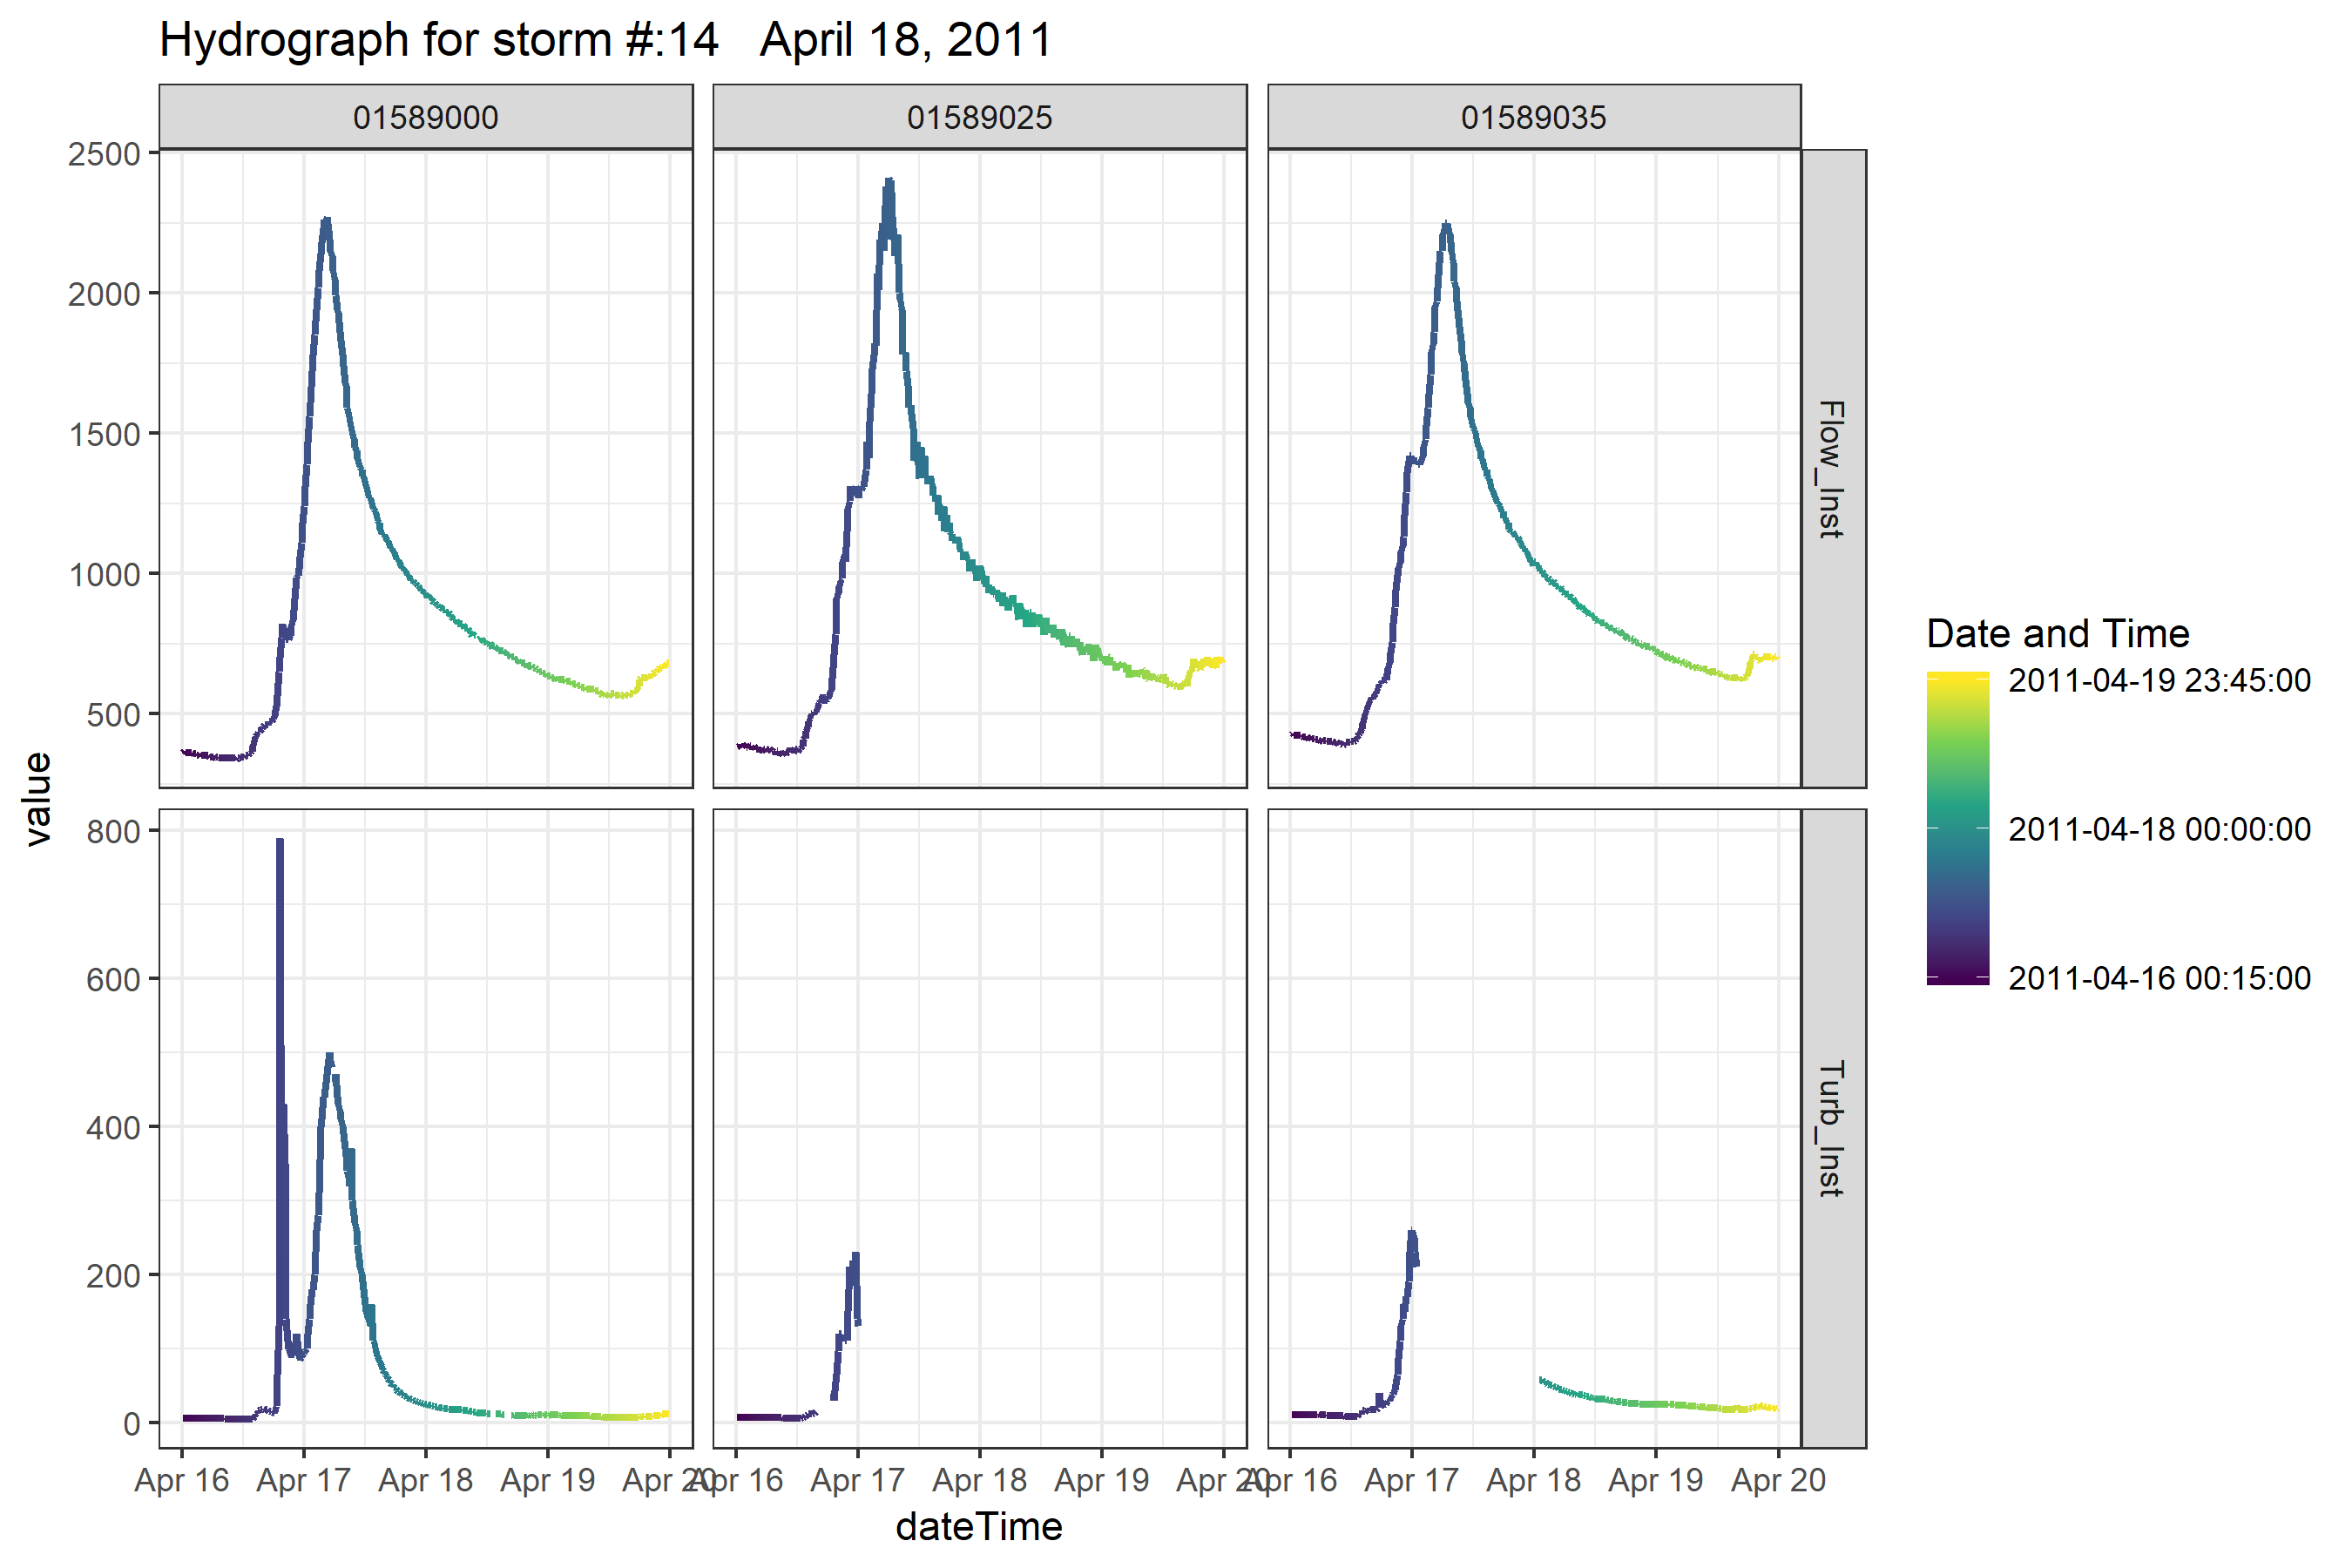 Hydrograph for storm #:14   April 18, 2011
01589000
01589025
01589035
2500
2000
1500
1000
500
Flow_Inst
800
600
400
200
0
Turb_Inst
value
Apr 16 Apr 17 Apr 18 Apr 19 Apr 20
Apr 16 Apr 17 Apr 18 Apr 19 Apr 20
Apr 16 Apr 17 Apr 18 Apr 19 Apr 20
dateTime
Date and Time
2011-04-19 23:45:00
2011-04-18 00:00:00
2011-04-16 00:15:00